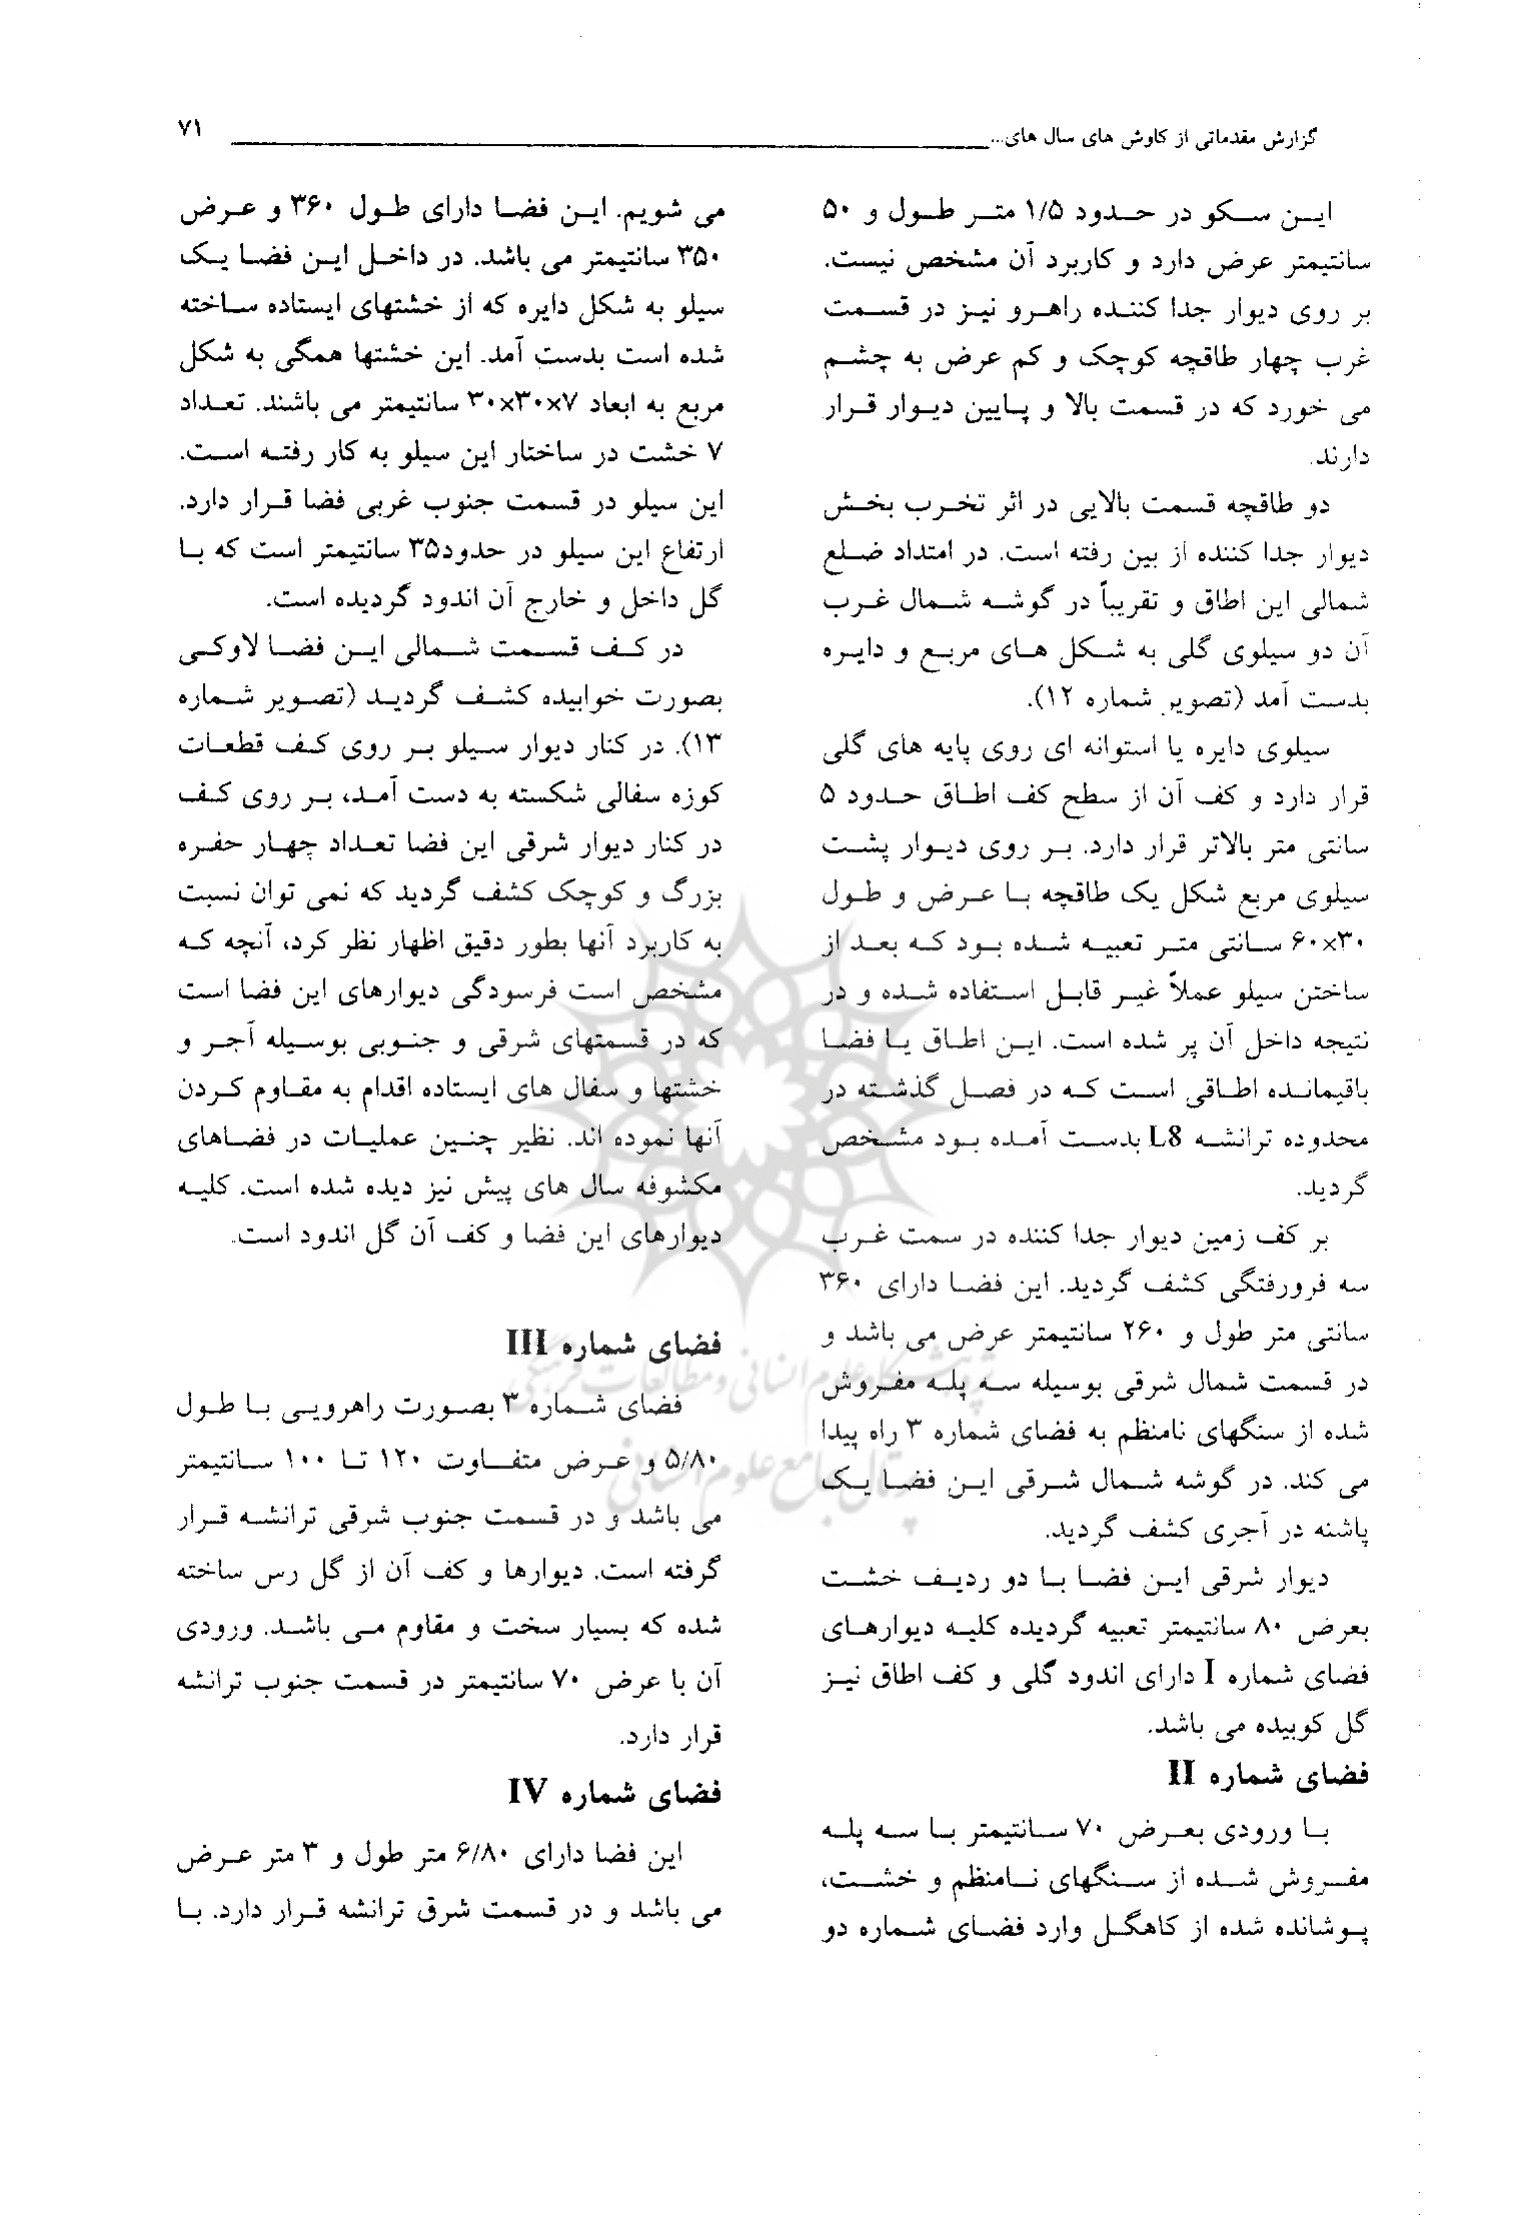 گزارش مقدماتی از کاوش های سال های...
۷۱
این سکو در حدود ۱/۵ متر طول و ۵۰
سانتیمتر عرض دارد و کاربرد آن مشخص نیست.
بر روی دیوار جدا کننده راهرو نیز در قسمت
غرب چهار طاقچه کوچک و کم عرض به چشم
می خورد که در قسمت بالا و پایین دیوار قرار
دارند.
دو طاقچه قسمت بالایی در اثر تخرب بخش
دیوار جدا کننده از بین رفته است. در امتداد ضلع
شمالی این اطاق و تقریباً در گوشه شمال غرب
آن دو سیلوی گلی به شکل های مربع و دایره
بدست آمد (تصویر شماره ۱۲).
سیلوی دایره یا استوانه ای روی پایه های گلی
قرار دارد و کف آن از سطح کف اطاق حدود ۵
سانتی متر بالاتر قرار دارد. بر روی دیوار پشت
سیلوی مربع شکل یک طاقچه با عرض و طول
۶۰x۳۰ سانتی متر تعبیه شده بود که بعد از
ساختن سیلو عملاً غیر قابل استفاده شده و در
نتیجه داخل آن پر شده است. این اطاق یا فضا
باقیمانده اطاقی است که در فصل گذشته در
محدوده ترانشه L8 بدست آمده بود مشخص
گردید.
بر کف زمین دیوار جدا کننده در سمت غرب
سه فرورفتگی کشف گردید. این فضا دارای ۳۶۰
سانتی متر طول و ۲۶۰ سانتیمتر عرض می باشد و
در قسمت شمال شرقی بوسیله سه پله مفروش
شده از سنگهای نامنظم به فضای شماره ۳ راه پیدا
می کند. در گوشه شمال شرقی این فضا یک
پاشنه در آجری کشف گردید.
دیوار شرقی این فضا با دو ردیف خشت
بعرض ۸۰ سانتیمتر تعبیه گردیده کلیه دیوارهای
فضای شماره I دارای اندود گلی و کف اطاق نیز
گل کوبیده می باشد.
فضای شماره II
با ورودی بعرض ۷۰ سانتیمتر با سه پله
مفروش شده از سنگهای نامنظم و خشت،
پوشانده شده از کاهگل وارد فضای شماره دو
می شویم. این فضا دارای طول ۳۶۰ و عرض
۳۵۰ سانتیمتر می باشد. در داخل این فضا یک
سیلو به شکل دایره که از خشتهای ایستاده ساخته
شده است بدست آمد. این خشتها همگی به شکل
مربع به ابعاد ۳۰x۳۰x۷ سانتیمتر می باشند. تعداد
۷ خشت در ساختار این سیلو به کار رفته است.
این سیلو در قسمت جنوب غربی فضا قرار دارد.
ارتفاع این سیلو در حدود۳۵ سانتیمتر است که با
گل داخل و خارج آن اندود گردیده است.
در کف قسمت شمالی این فضا لاوکی
بصورت خوابیده کشف گردید (تصویر شماره
۱۳). در کنار دیوار سیلو بر روی کف قطعات
کوزه سفالی شکسته به دست آمد، بر روی کف
در کنار دیوار شرقی این فضا تعداد چهار حفره
بزرگ و کوچک کشف گردید که نمی توان نسبت
به کاربرد آنها بطور دقیق اظهار نظر کرد، آنچه که
مشخص است فرسودگی دیوارهای این فضا است
که در قسمتهای شرقی و جنوبی بوسیله آجر و
خشتها و سفال های ایستاده اقدام به مقاوم کردن
آنها نموده اند. نظیر چنین عملیات در فضاهای
مکشوفه سال های پیش نیز دیده شده است. کلیه
دیوارهای این فضا و کف آن گل اندود است.
فضای شماره III
فضای شماره ۳ بصورت راهرویی با طول
۵/۸۰ و عرض متفاوت ۱۲۰ تا ۱۰۰ سانتیمتر
می باشد و در قسمت جنوب شرقی ترانشه قرار
گرفته است. دیوارها و کف آن از گل رس ساخته
شده که بسیار سخت و مقاوم می باشد. ورودی
آن با عرض ۷۰ سانتیمتر در قسمت جنوب ترانشه
قرار دارد.
فضای شماره IV
این فضا دارای ۶/۸۰ متر طول و ۳ متر عرض
می باشد و در قسمت شرق ترانشه قرار دارد. با
پژوهشگاه علوم انسانی و مطالعات فرهنگی
پرتال جامع علوم انسانی